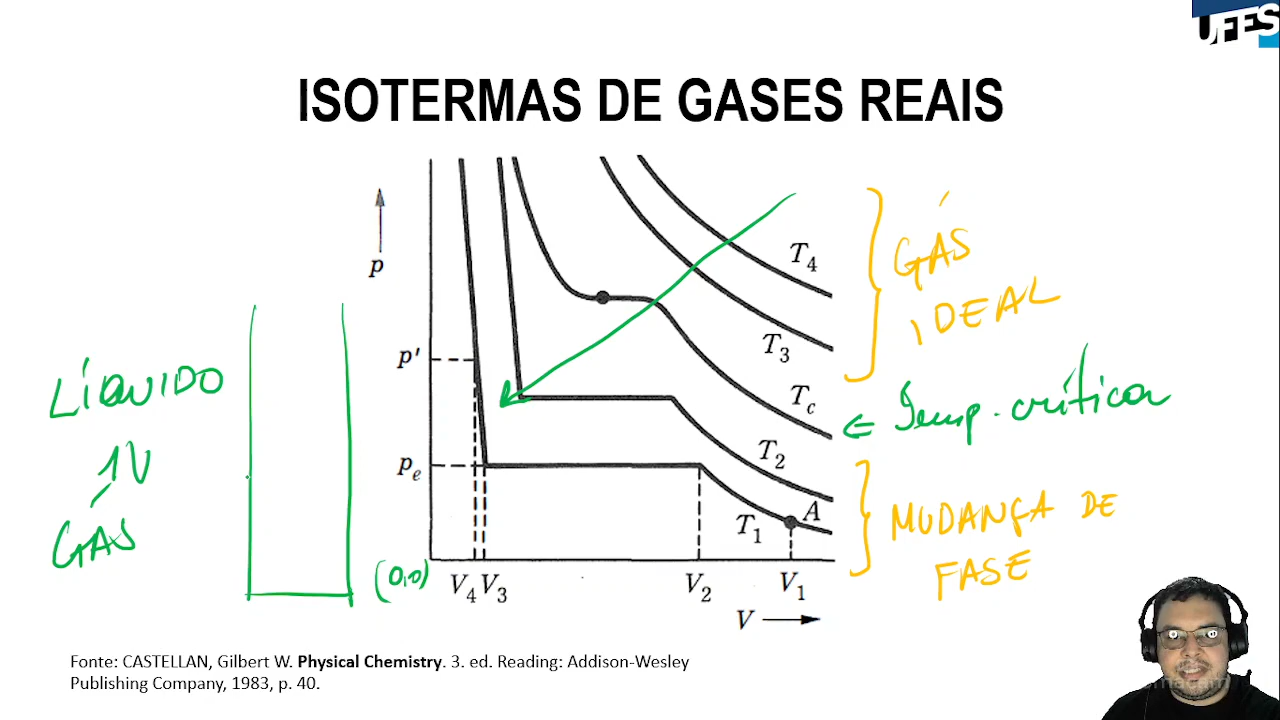 UFES
ISOTERMAS DE GASES REAIS
p
p'
pₑ
T₄
T₃
T_c
T₂
T₁
A
V₄ V₃ V₂ V₁
V
GÁS
IDEAL
Temp. crítica
MUDANÇA DE
FASE
LÍQUIDO
GÁS
(0,0)
Fonte: CASTELLAN, Gilbert W. Physical Chemistry. 3. ed. Reading: Addison-Wesley
Publishing Company, 1983, p. 40.